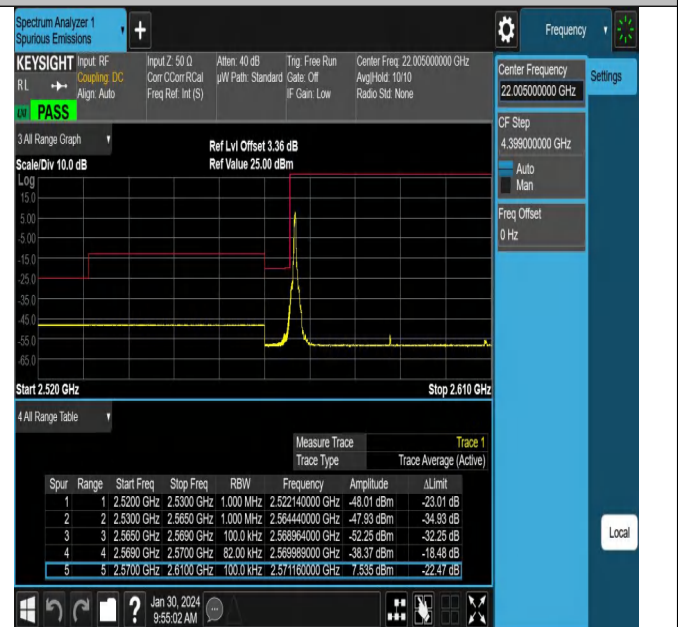 Spectrum Analyzer 1
Spurious Emissions
Frequency
KEYSIGHT
RL
Input: RF
Coupling: DC
Align: Auto
Input Z: 50 Ω
Corr CCorr RCal
Freq Ref: Int (S)
Atten: 40 dB
µW Path: Standard
Trig: Free Run
Gate: Off
IF Gain: Low
Center Freq: 22.005000000 GHz
Avg|Hold: 10/10
Radio Std: None
PASS
Center Frequency
22.005000000 GHz
Settings
CF Step
4.399000000 GHz
Auto
Man
Freq Offset
0 Hz
3 All Range Graph
Ref Lvl Offset 3.36 dB
Scale/Div 10.0 dB
Ref Value 25.00 dBm
Log
15.0
5.00
-5.00
-15.0
-25.0
-35.0
-45.0
-55.0
-65.0
Start 2.520 GHz
Stop 2.610 GHz
4 All Range Table
Measure Trace Trace 1
Trace Type Trace Average (Active)
Spur Range Start Freq Stop Freq RBW Frequency Amplitude ΔLimit
1 1 2.5200 GHz 2.5300 GHz 1.000 MHz 2.522140000 GHz -48.01 dBm -23.01 dB
2 2 2.5300 GHz 2.5650 GHz 1.000 MHz 2.564440000 GHz -47.93 dBm -34.93 dB
3 3 2.5650 GHz 2.5690 GHz 100.0 kHz 2.568964000 GHz -52.25 dBm -32.25 dB
4 4 2.5690 GHz 2.5700 GHz 82.00 kHz 2.569989000 GHz -38.37 dBm -18.48 dB
5 5 2.5700 GHz 2.6100 GHz 100.0 kHz 2.571160000 GHz 7.535 dBm -22.47 dB
Local
Jan 30, 2024
9:55:02 AM